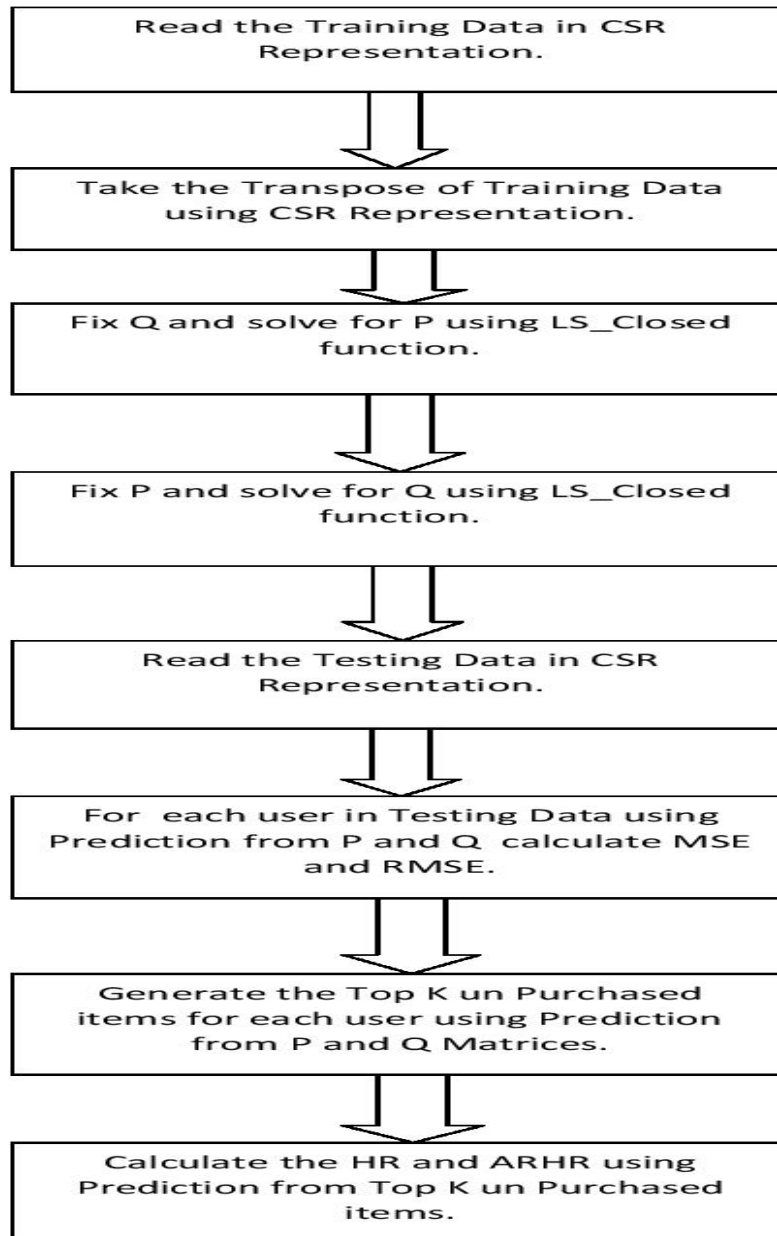 Read the Training Data in CSR
Representation.
Take the Transpose of Training Data
using CSR Representation.
Fix Q and solve for P using LS_Closed
function.
Fix P and solve for Q using LS_Closed
function.
Read the Testing Data in CSR
Representation.
For each user in Testing Data using
Prediction from P and Q calculate MSE
and RMSE.
Generate the Top K un Purchased
items for each user using Prediction
from P and Q Matrices.
Calculate the HR and ARHR using
Prediction from Top K un Purchased
items.